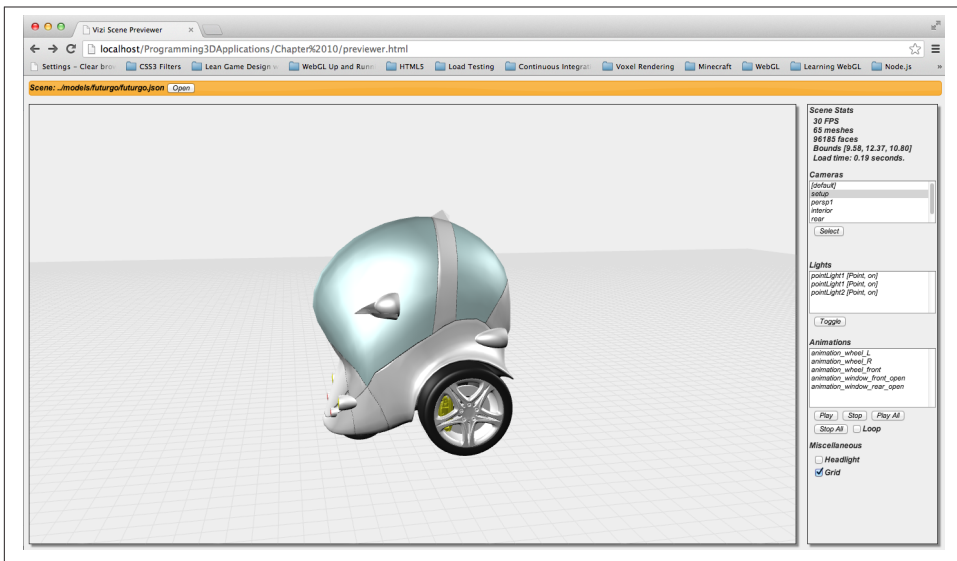 Vizi Scene Previewer
localhost/Programming3DApplications/Chapter%2010/previewer.html
Settings - Clear brow CSS3 Filters Lean Game Design w WebGL Up and Runn HTML5 Load Testing Continuous Integrati Voxel Rendering Minecraft WebGL Learning WebGL Node.js »
Scene: ../models/futurgo/futurgo.json Open
Scene Stats
30 FPS
65 meshes
96185 faces
Bounds [9.58, 12.37, 10.80]
Load time: 0.19 seconds.
Cameras
[default]
setup
persp1
interior
rear
Select
Lights
pointLight1 [Point, on]
pointLight1 [Point, on]
pointLight2 [Point, on]
Toggle
Animations
animation_wheel_L
animation_wheel_R
animation_wheel_front
animation_window_front_open
animation_window_rear_open
Play Stop Play All
Stop All Loop
Miscellaneous
Headlight
Grid